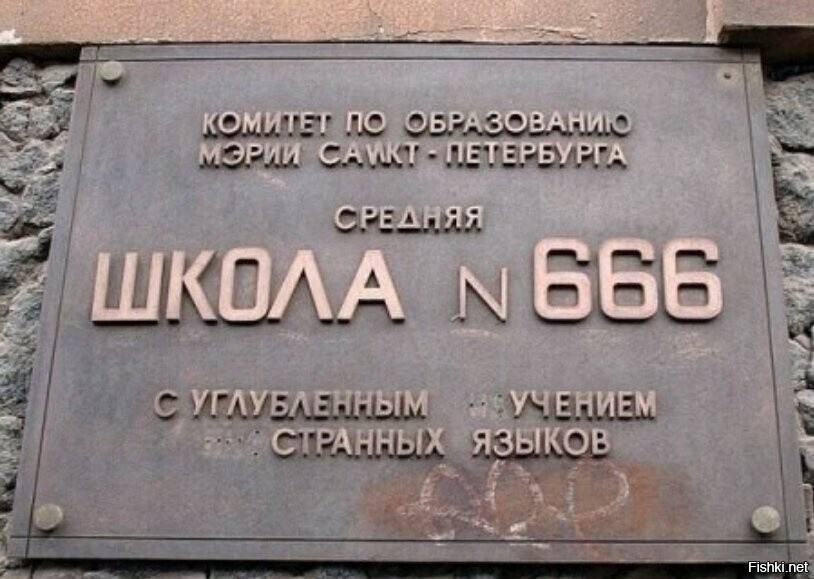 КОМИТЕТ ПО ОБРАЗОВАНИЮ
МЭРИИ САНКТ-ПЕТЕРБУРГА
СРЕДНЯЯ
ШКОЛА N 666
С УГЛУБЛЕННЫМ УЧЕНИЕМ
СТРАННЫХ ЯЗЫКОВ
Fishki.net